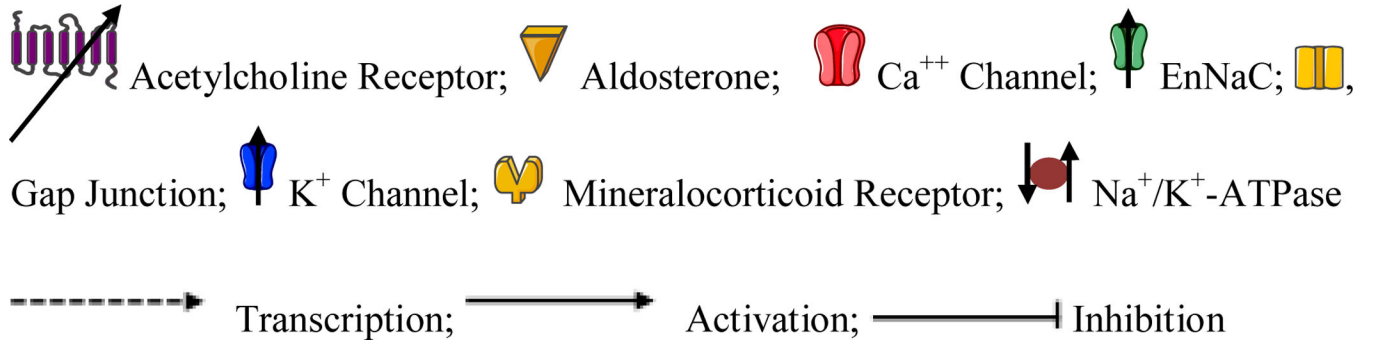 Acetylcholine Receptor; Aldosterone; Ca⁺⁺ Channel; EnNaC; ,
Gap Junction; K⁺ Channel; Mineralocorticoid Receptor; Na⁺/K⁺-ATPase
Transcription; Activation; Inhibition